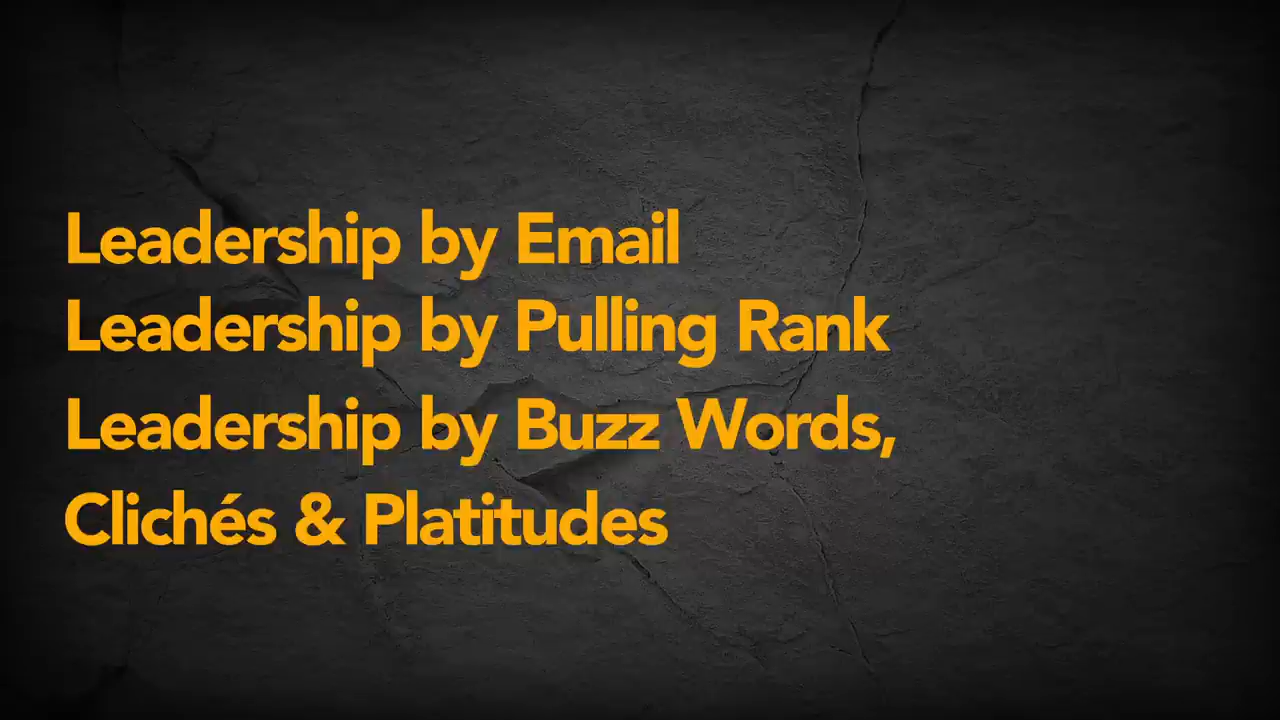 Leadership by Email
Leadership by Pulling Rank
Leadership by Buzz Words,
Clichés & Platitudes